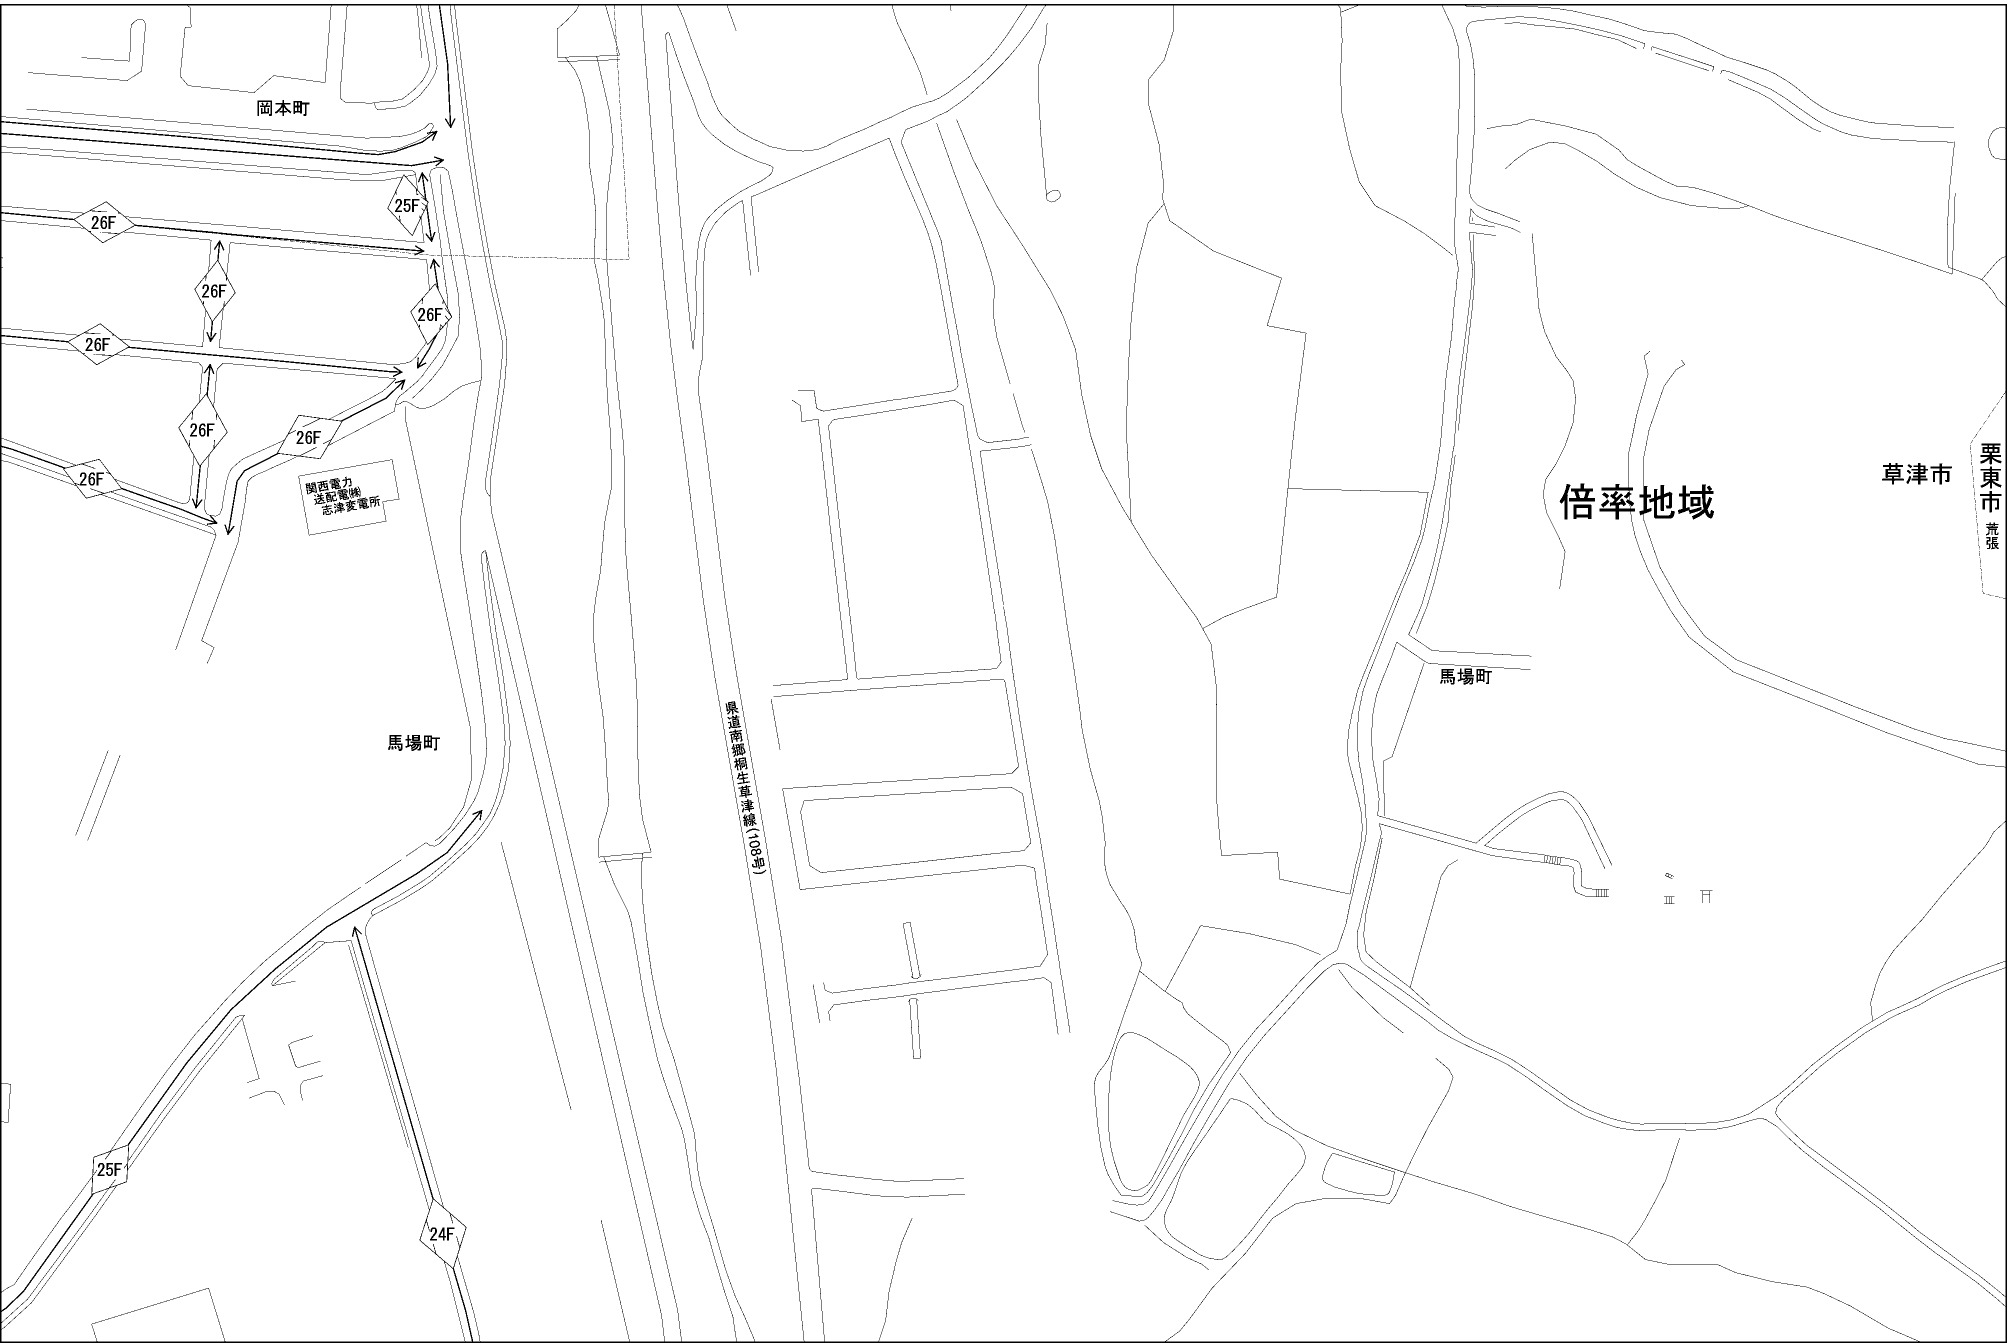 岡本町
25F
26F
26F
26F
26F
26F
26F
26F
関西電力
送配電㈱
志津変電所
栗東市
荒張
草津市
倍率地域
馬場町
馬場町
県道南郷桐生草津線(108号)
25F
24F